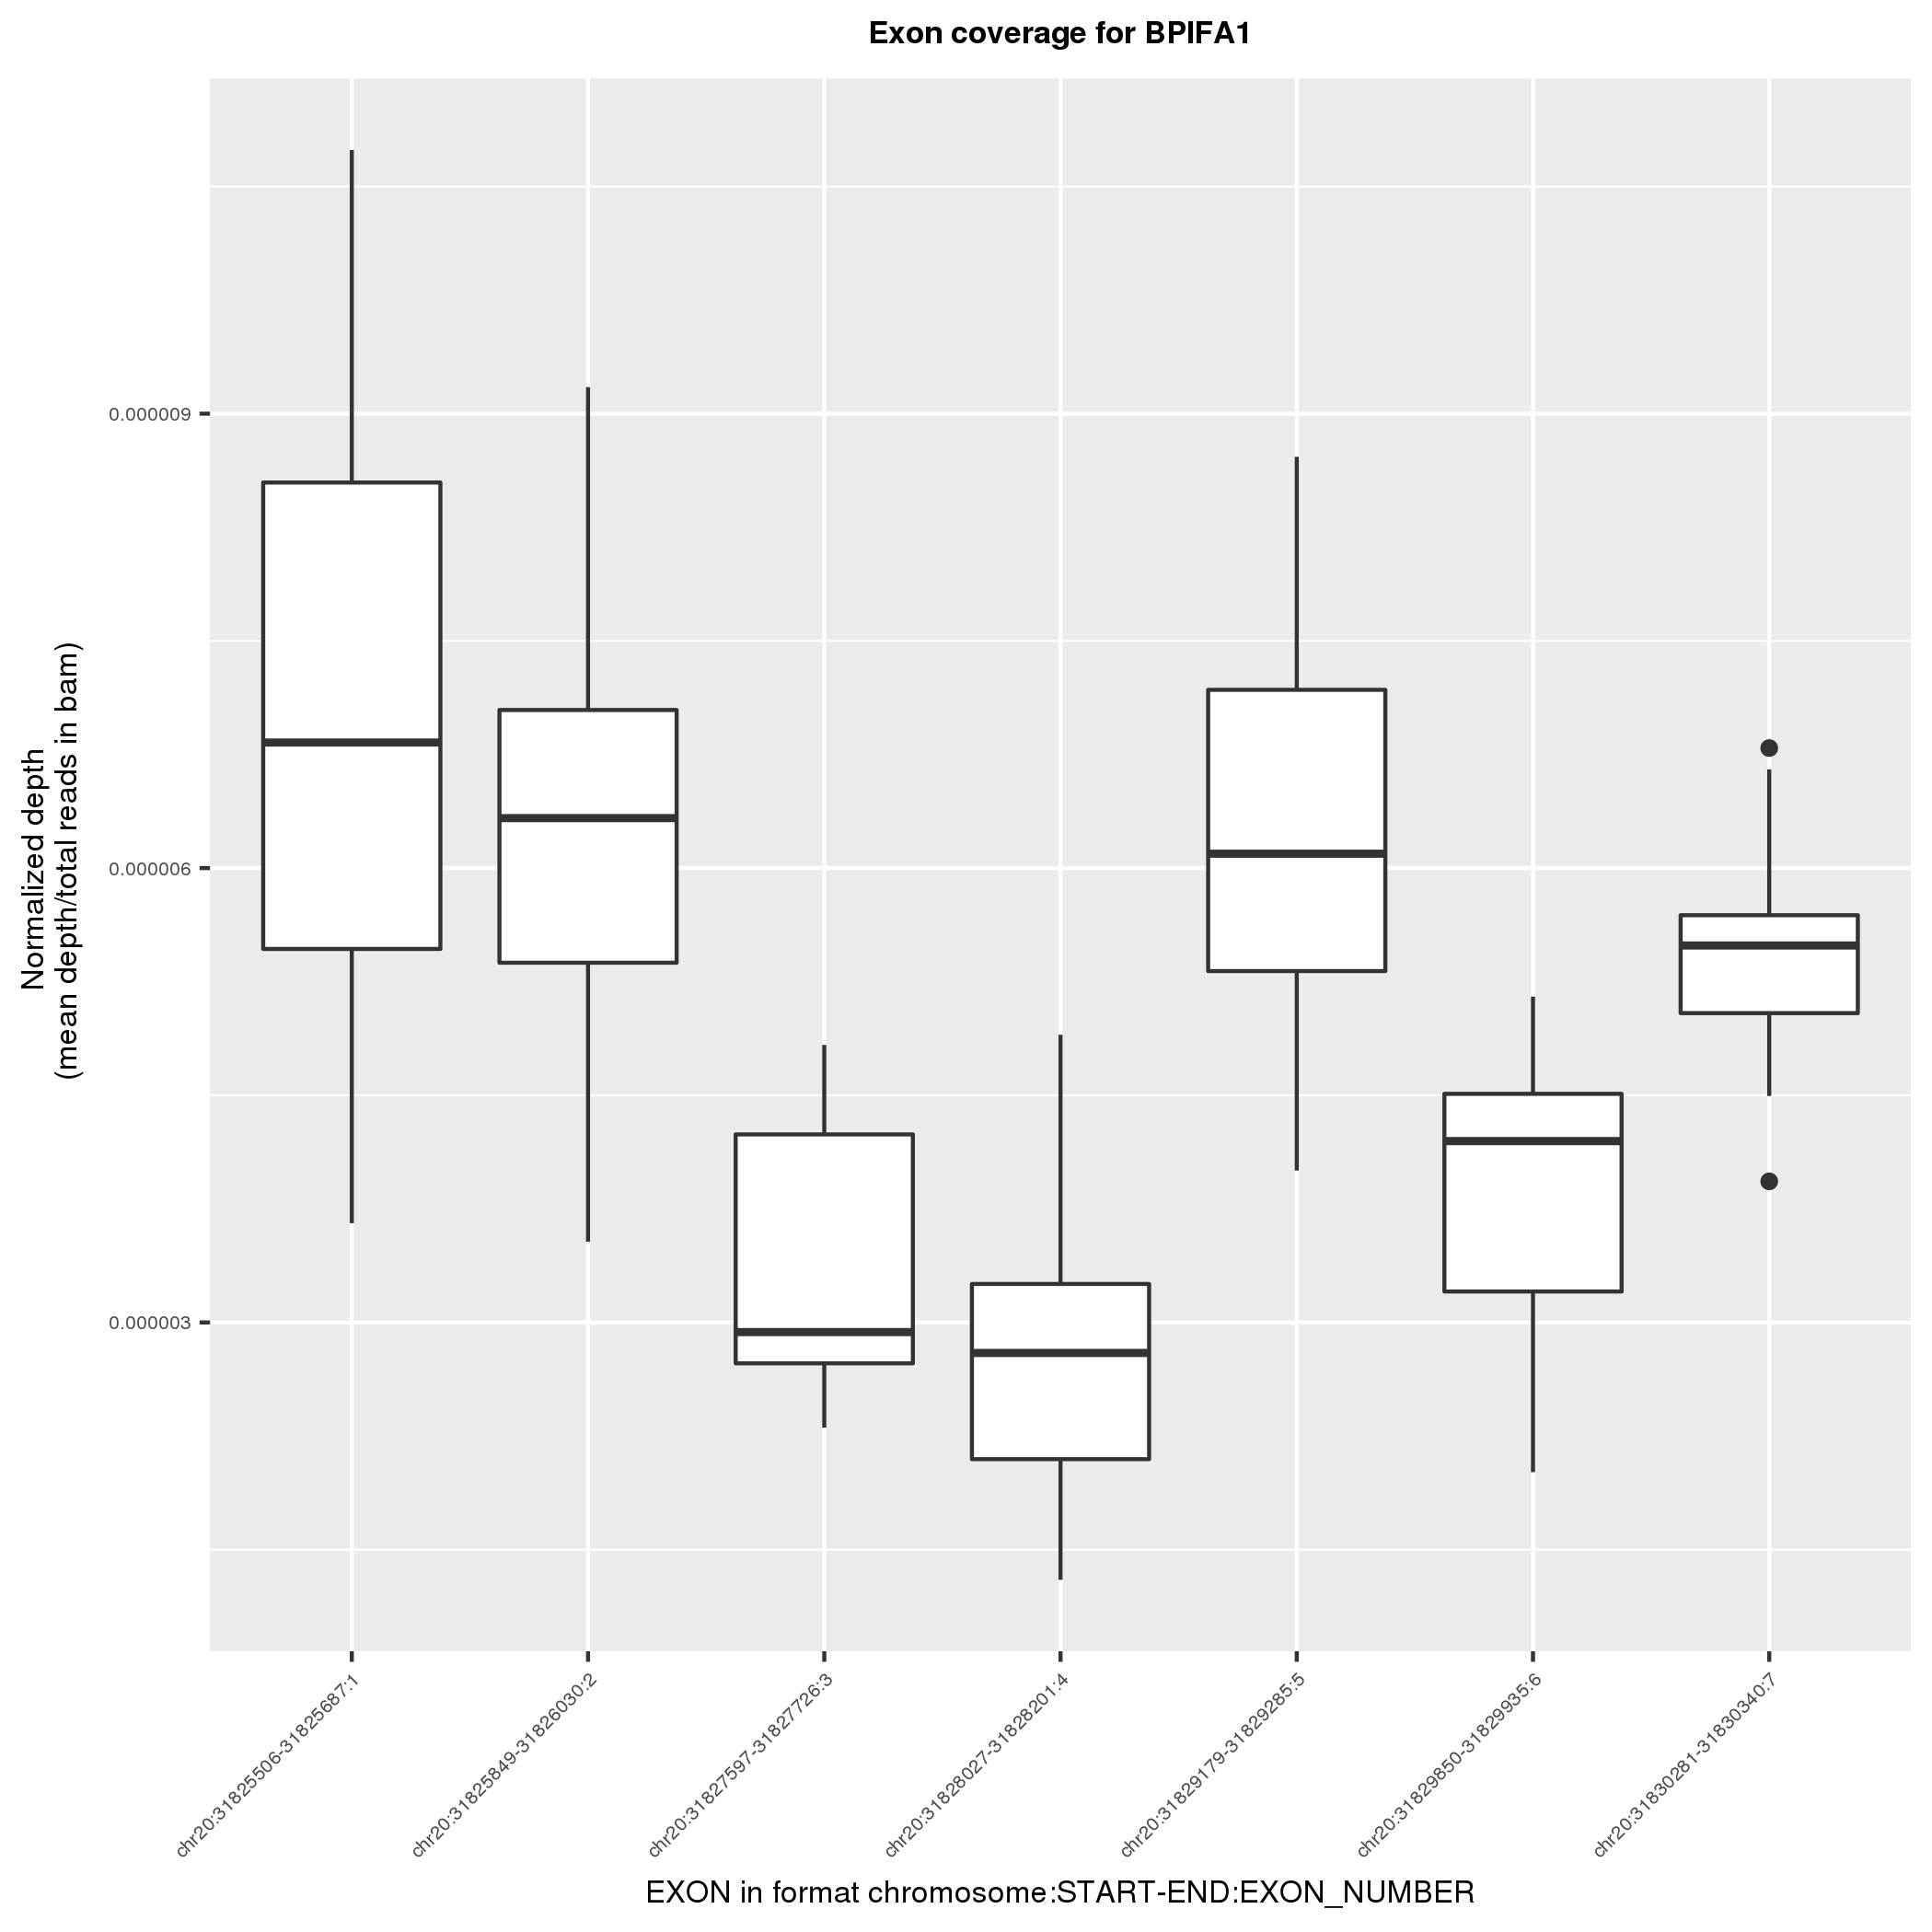 Exon coverage for BPIFA1
Normalized depth
(mean depth/total reads in bam)
0.000009
0.000006
0.000003
chr20:31825506-31825687:1
chr20:31825849-31826030:2
chr20:31827597-31827726:3
chr20:31828027-31828201:4
chr20:31829179-31829285:5
chr20:31829850-31829935:6
chr20:31830281-31830340:7
EXON in format chromosome:START-END:EXON_NUMBER